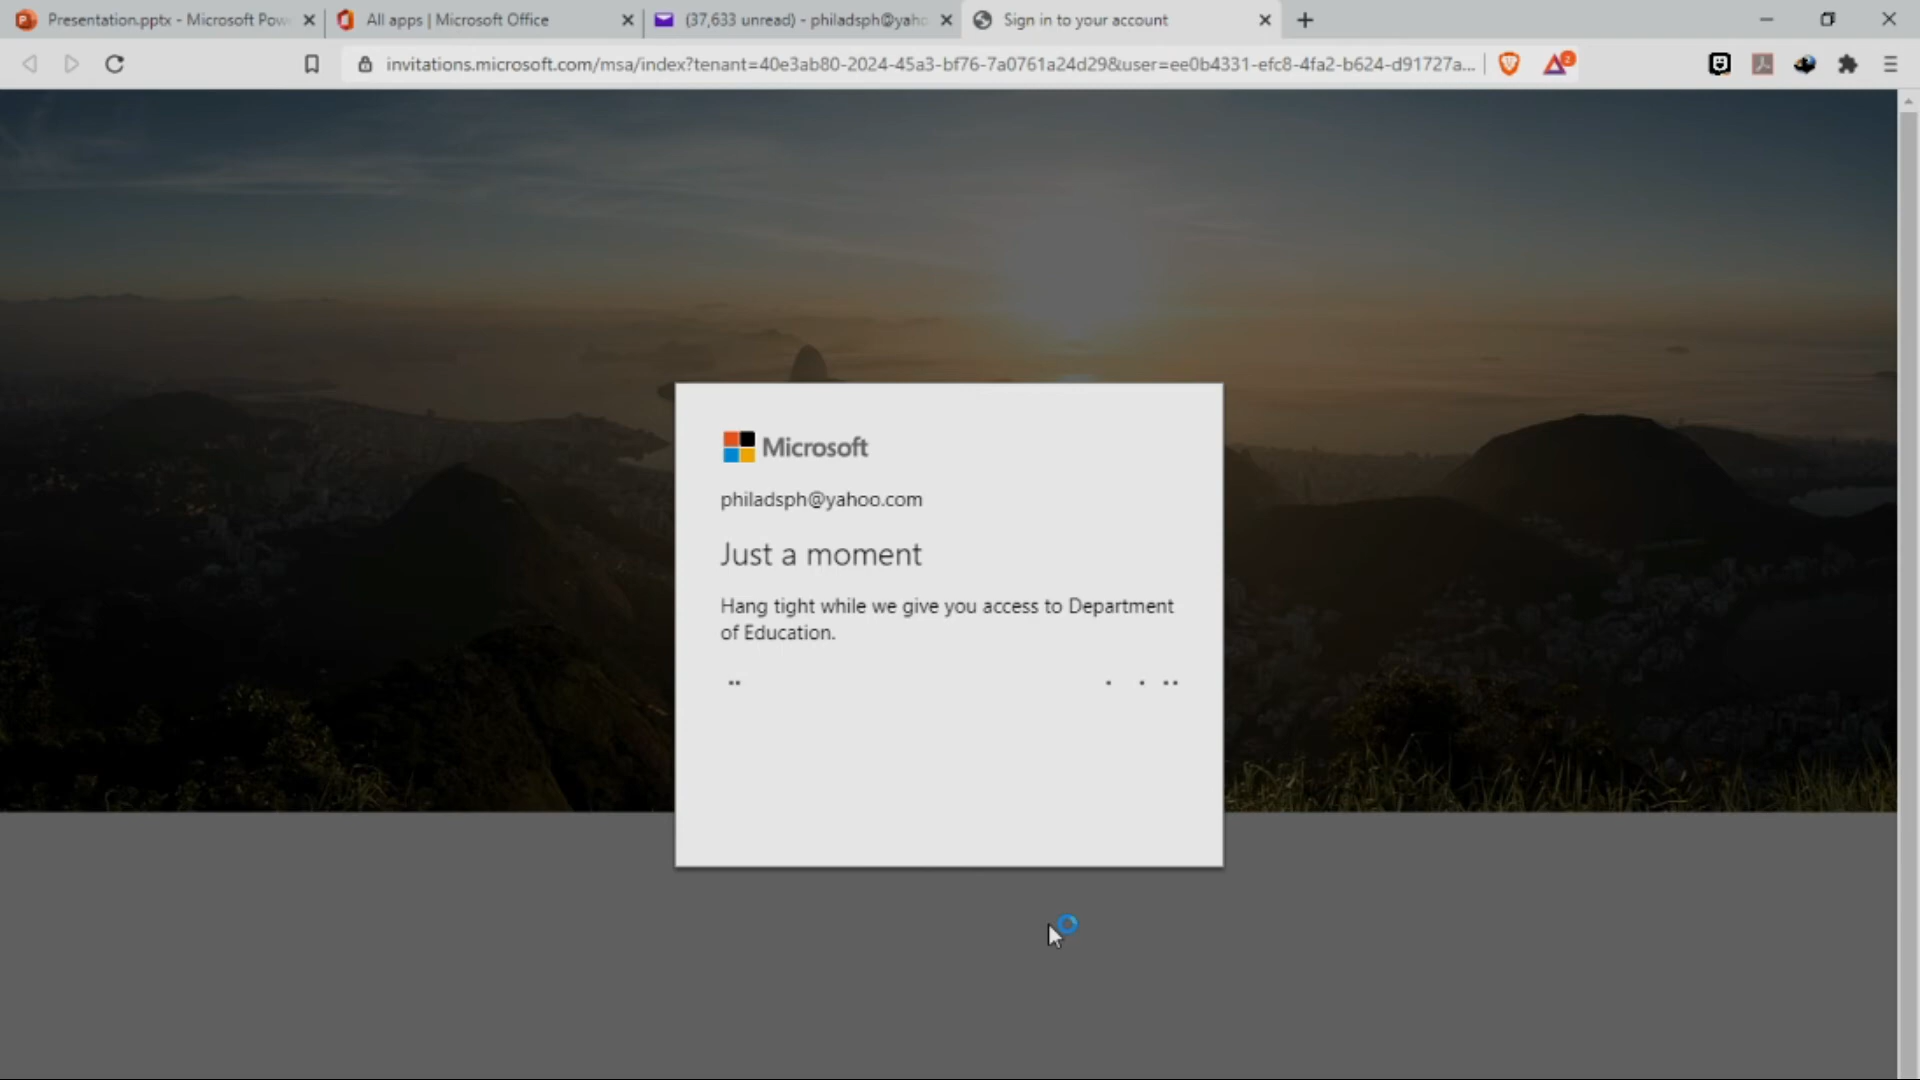 Presentation.pptx - Microsoft Pow
All apps | Microsoft Office
(37,633 unread) - philadsph@yaho
Sign in to your account
invitations.microsoft.com/msa/index?tenant=40e3ab80-2024-45a3-bf76-7a0761a24d29&user=ee0b4331-efc8-4fa2-b624-d91727a...
2
Microsoft
philadsph@yahoo.com
Just a moment
Hang tight while we give you access to Department
of Education.